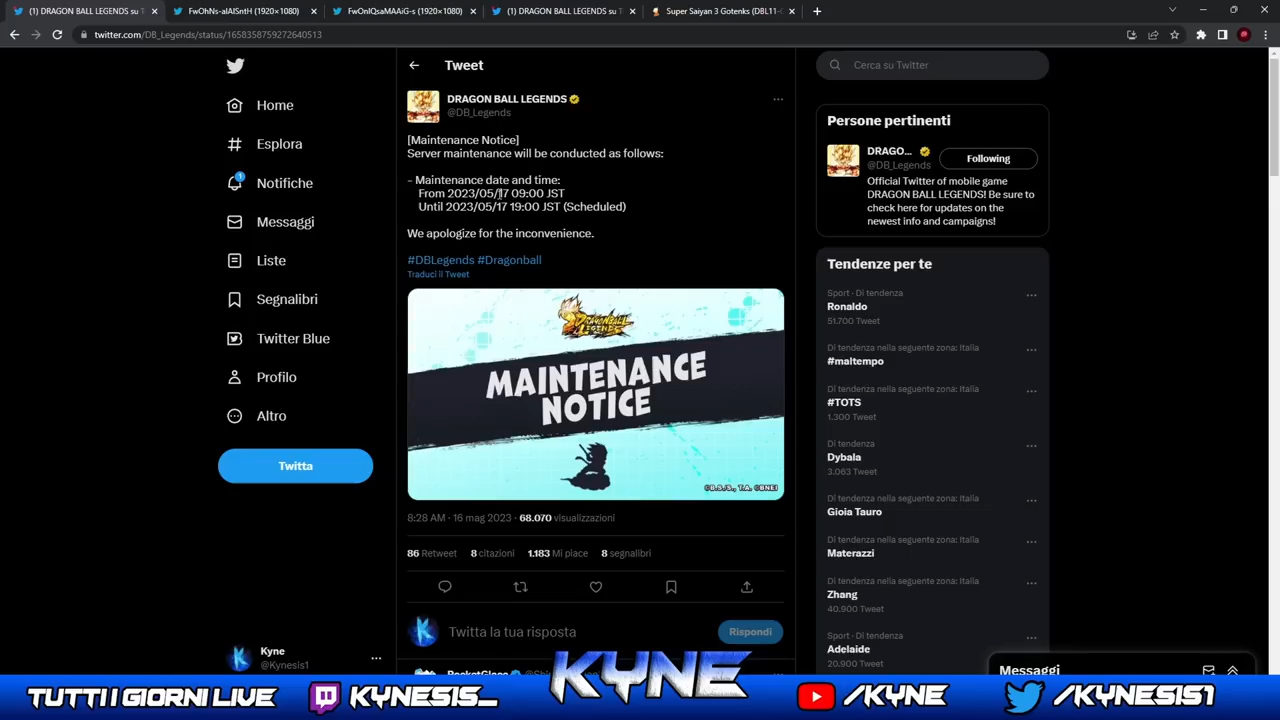 (1) DRAGON BALL LEGENDS su T
FwOhNs-aIAISntH (1920×1080)
FwOnIQsaMAAiG-s (1920×1080)
(1) DRAGON BALL LEGENDS su T
Super Saiyan 3 Gotenks (DBL11-
twitter.com/DB_Legends/status/1658358759272640513
Home
Esplora
1
Notifiche
Messaggi
Liste
Segnalibri
Twitter Blue
Profilo
Altro
Twitta
Kyne
@Kynesis1
Tweet
DRAGON BALL LEGENDS
@DB_Legends
[Maintenance Notice]
Server maintenance will be conducted as follows:
- Maintenance date and time:
From 2023/05/17 09:00 JST
Until 2023/05/17 19:00 JST (Scheduled)
We apologize for the inconvenience.
#DBLegends #Dragonball
Traduci il Tweet
DRAGONBALL
LEGENDS
MAINTENANCE
NOTICE
©B.S./S., T.A. ©BNEI
8:28 AM · 16 mag 2023 · 68.070 visualizzazioni
86 Retweet 8 citazioni 1.183 Mi piace 8 segnalibri
Twitta la tua risposta
Rispondi
Cerca su Twitter
Persone pertinenti
DRAGO...
@DB_Legends
Following
Official Twitter of mobile game
DRAGON BALL LEGENDS! Be sure to
check here for updates on the
newest info and campaigns!
Tendenze per te
Sport · Di tendenza
Ronaldo
51.700 Tweet
Di tendenza nella seguente zona: Italia
#maltempo
Di tendenza nella seguente zona: Italia
#TOTS
1.300 Tweet
Di tendenza
Dybala
3.063 Tweet
Di tendenza nella seguente zona: Italia
Gioia Tauro
Di tendenza nella seguente zona: Italia
Materazzi
Di tendenza nella seguente zona: Italia
Zhang
40.900 Tweet
Sport · Di tendenza
Adelaide
20.900 Tweet
Messaggi
TUTTI I GIORNI LIVE
KYNESIS_
KYNE
/KYNE
/KYNESIS1